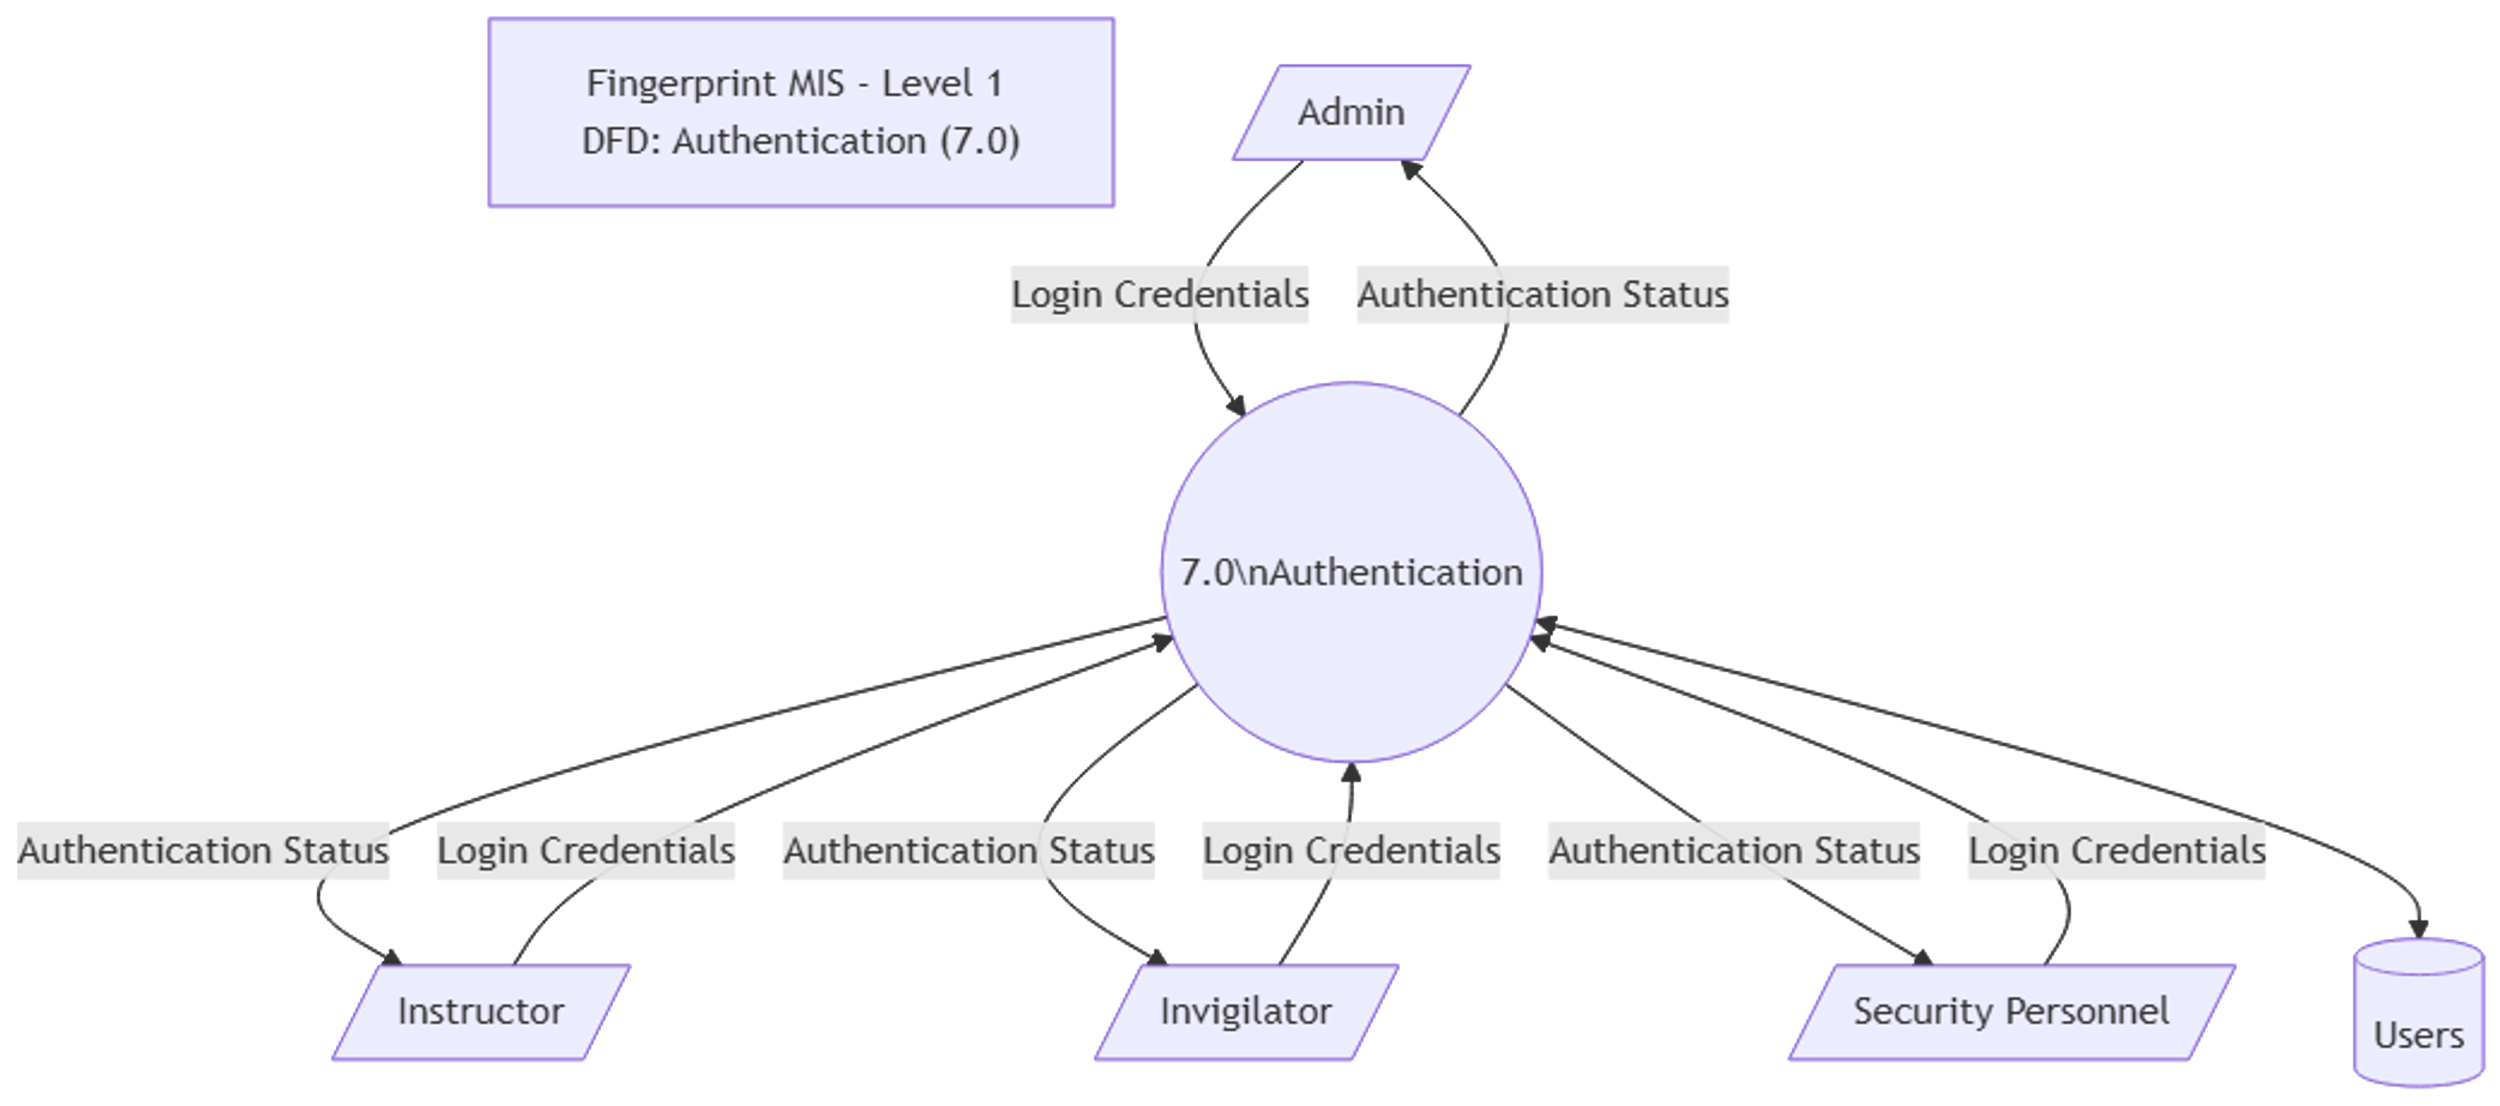 Fingerprint MIS - Level 1
DFD: Authentication (7.0)
Admin
Login Credentials
Authentication Status
7.0\nAuthentication
Authentication Status
Login Credentials
Authentication Status
Login Credentials
Authentication Status
Login Credentials
Instructor
Invigilator
Security Personnel
Users